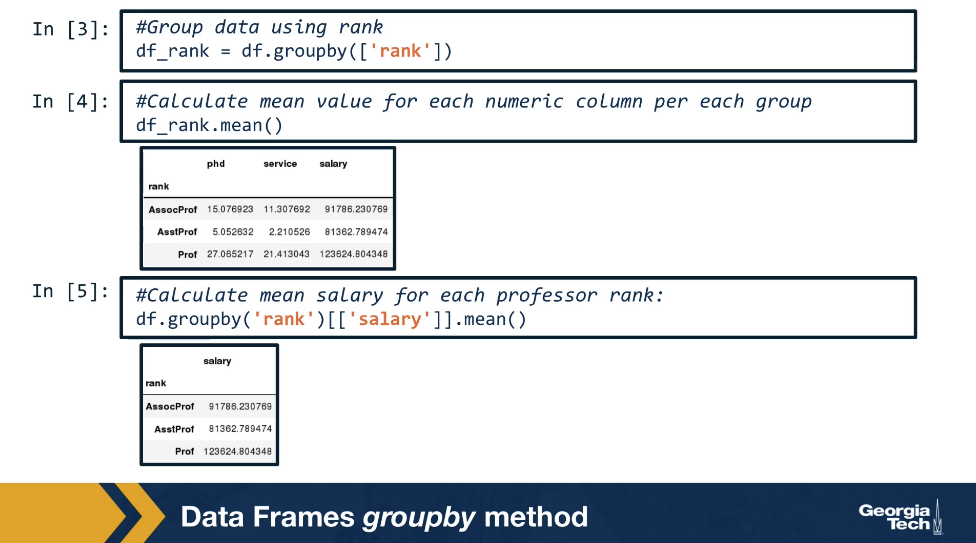 In [3]:
#Group data using rank
df_rank = df.groupby(['rank'])
In [4]:
#Calculate mean value for each numeric column per each group
df_rank.mean()
phd service salary
rank
AssocProf 15.076923 11.307692 91786.230769
AsstProf 5.052632 2.210526 81362.789474
Prof 27.065217 21.413043 123624.804348
In [5]:
#Calculate mean salary for each professor rank:
df.groupby('rank')[['salary']].mean()
salary
rank
AssocProf 91786.230769
AsstProf 81362.789474
Prof 123624.804348
Data Frames groupby method
Georgia
Tech